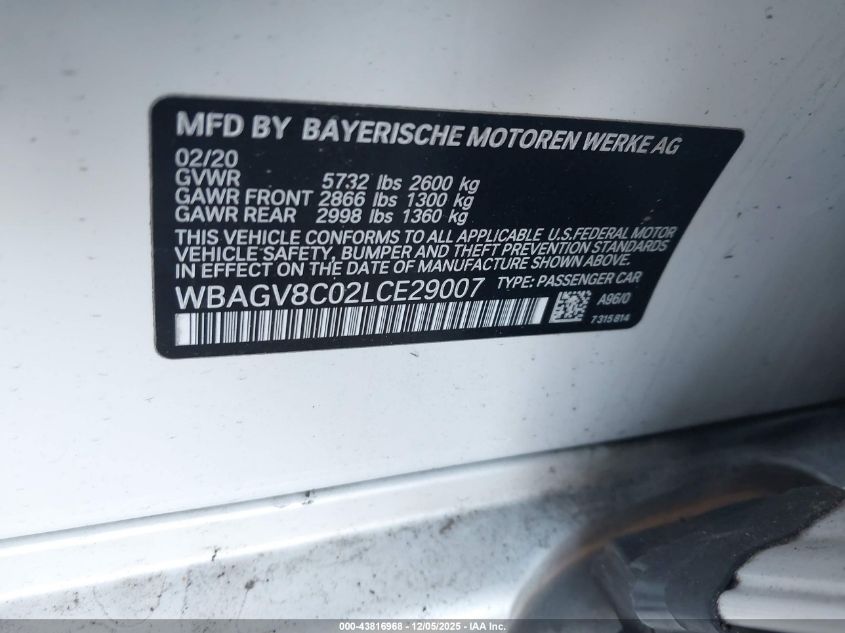 MFD BY BAYERISCHE MOTOREN WERKE AG
02/20
GVWR 5732 lbs 2600 kg
GAWR FRONT 2866 lbs 1300 kg
GAWR REAR 2998 lbs 1360 kg
THIS VEHICLE CONFORMS TO ALL APPLICABLE U.S.FEDERAL MOTOR
VEHICLE SAFETY, BUMPER AND THEFT PREVENTION STANDARDS
IN EFFECT ON THE DATE OF MANUFACTURE SHOWN ABOVE.
WBAGV8C02LCE29007 TYPE: PASSENGER CAR
A96/0
7315814
000-43816968 - 12/05/2025 - IAA Inc.